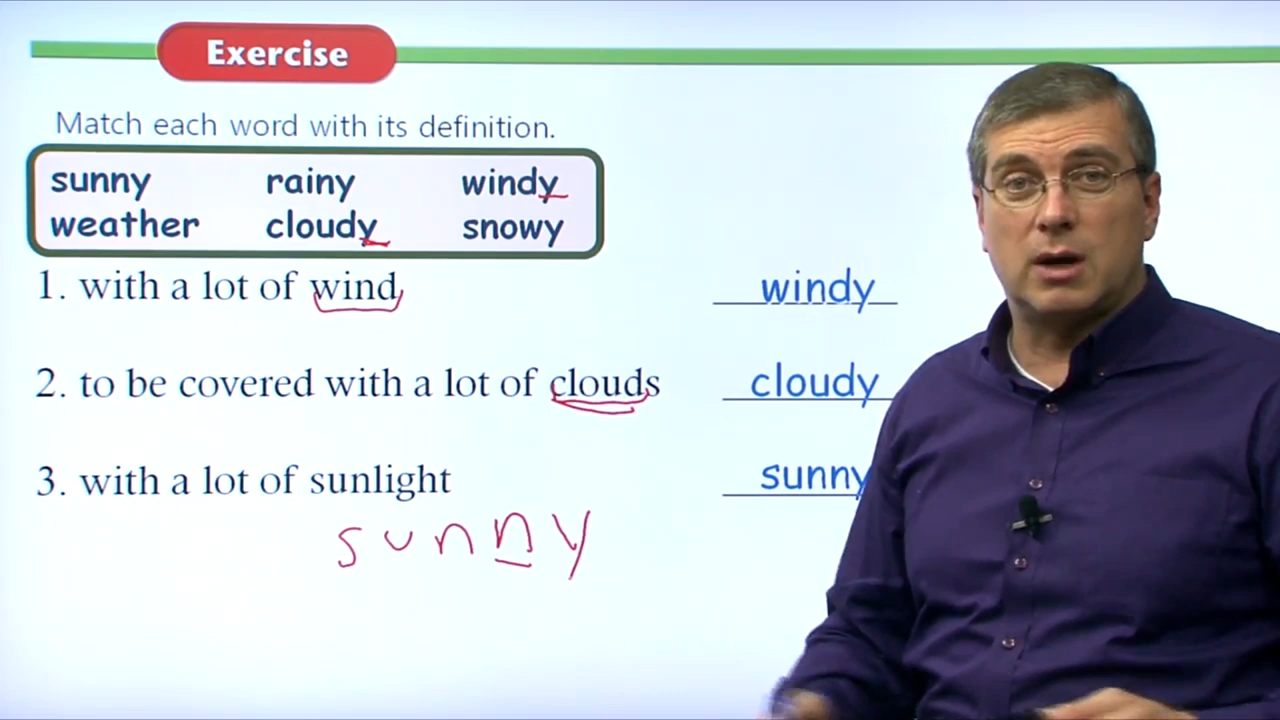 Exercise
Match each word with its definition.
sunny rainy windy
weather cloudy snowy
1. with a lot of wind windy
2. to be covered with a lot of clouds cloudy
3. with a lot of sunlight sunny
sunny